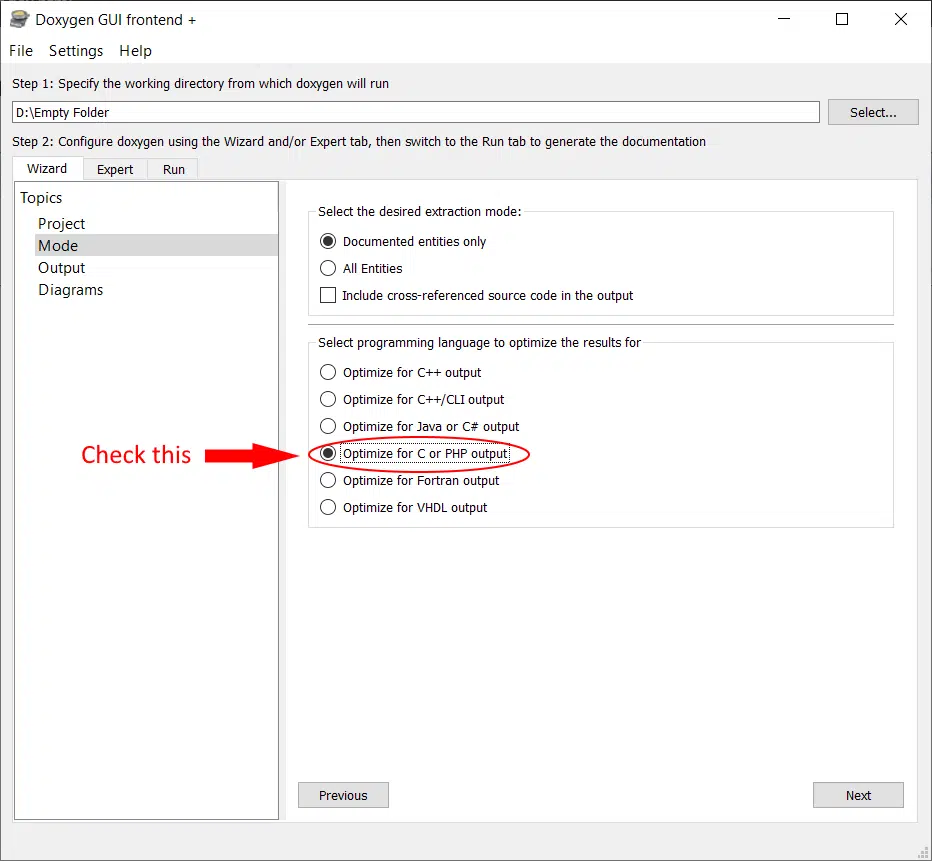 Doxygen GUI frontend +
File Settings Help
Step 1: Specify the working directory from which doxygen will run
D:\Empty Folder
Select...
Step 2: Configure doxygen using the Wizard and/or Expert tab, then switch to the Run tab to generate the documentation
Wizard Expert Run
Topics
Project
Mode
Output
Diagrams
Select the desired extraction mode:
Documented entities only
All Entities
Include cross-referenced source code in the output
Select programming language to optimize the results for
Optimize for C++ output
Optimize for C++/CLI output
Optimize for Java or C# output
Check this
Optimize for C or PHP output
Optimize for Fortran output
Optimize for VHDL output
Previous
Next